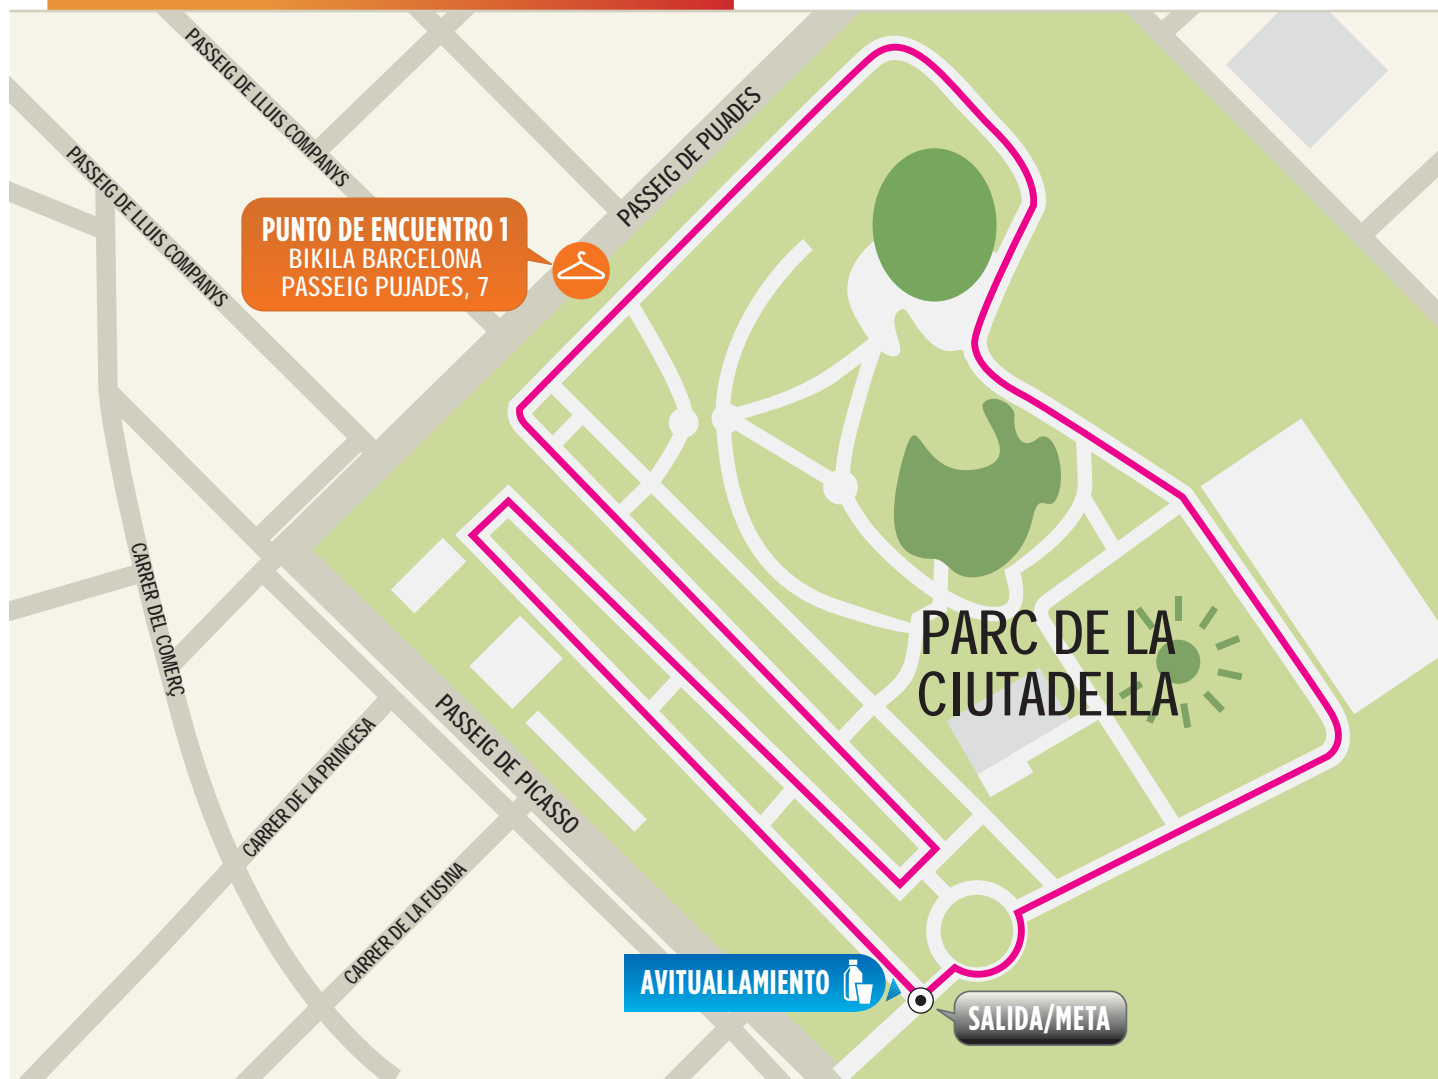 PASSEIG DE LLUIS COMPANYS
PASSEIG DE LLUIS COMPANYS
PASSEIG DE PUJADES
PUNTO DE ENCUENTRO 1
BIKILA BARCELONA
PASSEIG PUJADES, 7
CARRER DEL COMERÇ
PARC DE LA
CIUTADELLA
PASSEIG DE PICASSO
CARRER DE LA PRINCESA
CARRER DE LA FUSINA
AVITUALLAMIENTO
SALIDA/META